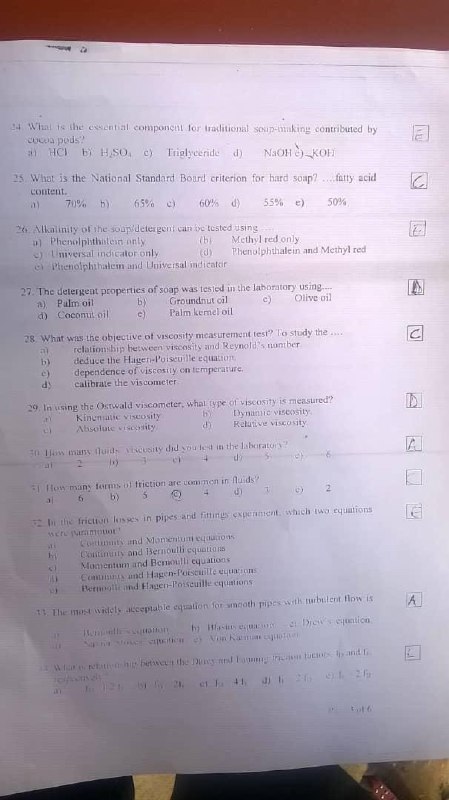 24. What is the essential component for traditional soap-making contributed by E
cocoa pods?
a) HCl b) H₂SO₄ c) Triglyceride d) NaOH e) KOH
25. What is the National Standard Board criterion for hard soap? ....fatty acid C
content.
a) 70% b) 65% c) 60% d) 55% e) 50%
26. Alkalinity of the soap/detergent can be tested using .... E
a) Phenolphthalein only (b) Methyl red only
c) Universal indicator only (d) Phenolphthalein and Methyl red
e) Phenolphthalein and Universal indicator
27. The detergent properties of soap was tested in the laboratory using....
a) Palm oil b) Groundnut oil c) Olive oil
d) Coconut oil e) Palm kernel oil
28. What was the objective of viscosity measurement test? To study the .... C
a) relationship between viscosity and Reynold's number
b) deduce the Hagen-Poiseuille equation.
c) dependence of viscosity on temperature.
d) calibrate the viscometer.
29. In using the Ostwald viscometer, what type of viscosity is measured? D
a) Kinematic viscosity b) Dynamic viscosity.
c) Absolute viscosity d) Relative viscosity.
30. How many fluids' viscosity did you test in the laboratory? A
a) 2 b) 3 c) 4 d) 5 e) 6
31. How many forms of friction are common in fluids? C
a) 6 b) 5 c) 4 d) 3 e) 2
32. In the friction losses in pipes and fittings experiment, which two equations
were paramount?
a) Continuity and Momentum equations
b) Continuity and Bernoulli equations
c) Momentum and Bernoulli equations
d) Continuity and Hagen-Poiseuille equations
e) Bernoulli and Hagen-Poiseuille equations
33. The most widely acceptable equation for smooth pipes with turbulent flow is A
a) Bernoulli's equation b) Blasius equation c) Drew's equation
d) Navier stokes equation e) Von Karman equation
What is relationship between the Darcy and Fanning friction factors,
respectively
5 of 6